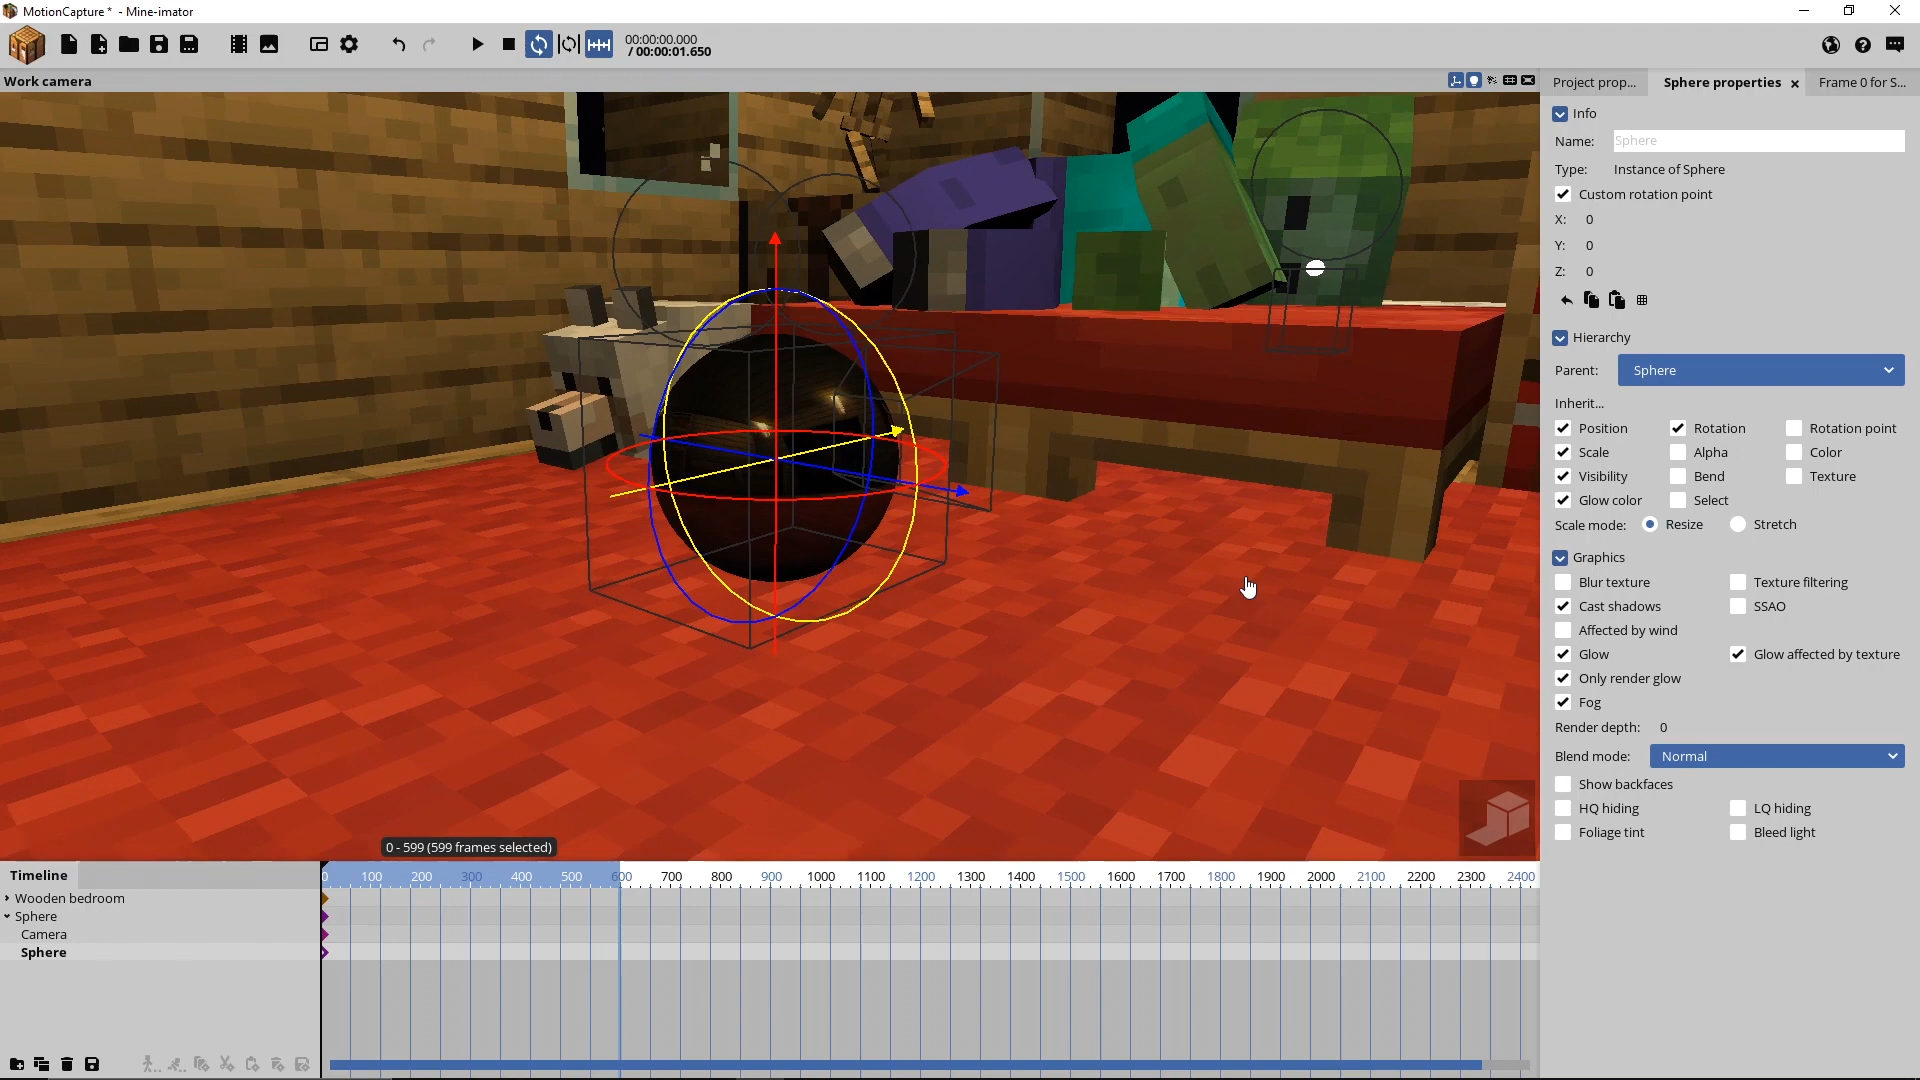 MotionCapture * - Mine-imator
00:00:00.000
/ 00:00:01.650
Work camera
Project prop... Sphere properties Frame 0 for S...
Info
Name: Sphere
Type: Instance of Sphere
Custom rotation point
X: 0
Y: 0
Z: 0
Hierarchy
Parent: Sphere
Inherit...
Position Rotation Rotation point
Scale Alpha Color
Visibility Bend Texture
Glow color Select
Scale mode: Resize Stretch
Graphics
Blur texture Texture filtering
Cast shadows SSAO
Affected by wind
Glow Glow affected by texture
Only render glow
Fog
Render depth: 0
Blend mode: Normal
Show backfaces
HQ hiding LQ hiding
Foliage tint Bleed light
0 - 599 (599 frames selected)
Timeline
0 100 200 300 400 500 600 700 800 900 1000 1100 1200 1300 1400 1500 1600 1700 1800 1900 2000 2100 2200 2300 2400
Wooden bedroom
Sphere
Camera
Sphere